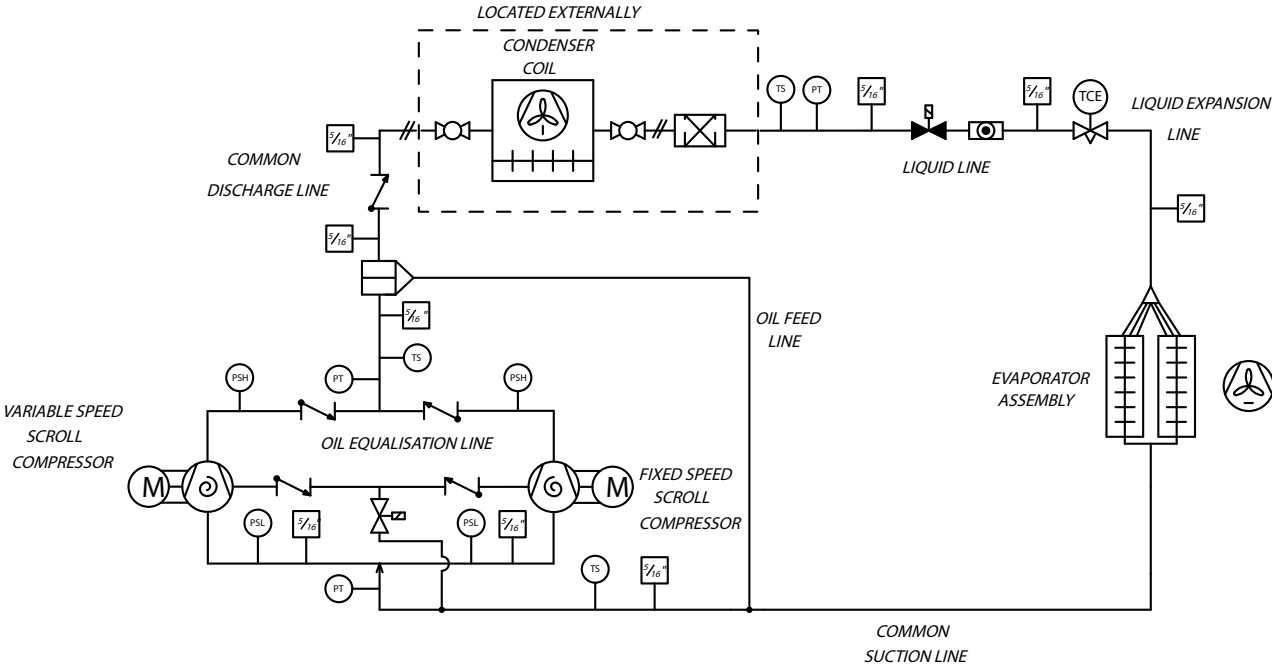 LOCATED EXTERNALLY
CONDENSER
COIL
TS
PT
5/16"
5/16"
TCE
LIQUID EXPANSION
LINE
5/16"
COMMON
DISCHARGE LINE
LIQUID LINE
5/16"
5/16"
5/16"
OIL FEED
LINE
TS
PSH
PT
PSH
EVAPORATOR
ASSEMBLY
VARIABLE SPEED
SCROLL
COMPRESSOR
OIL EQUALISATION LINE
M
M
FIXED SPEED
SCROLL
COMPRESSOR
PSL
5/16"
PSL
5/16"
PT
TS
5/16"
COMMON
SUCTION LINE